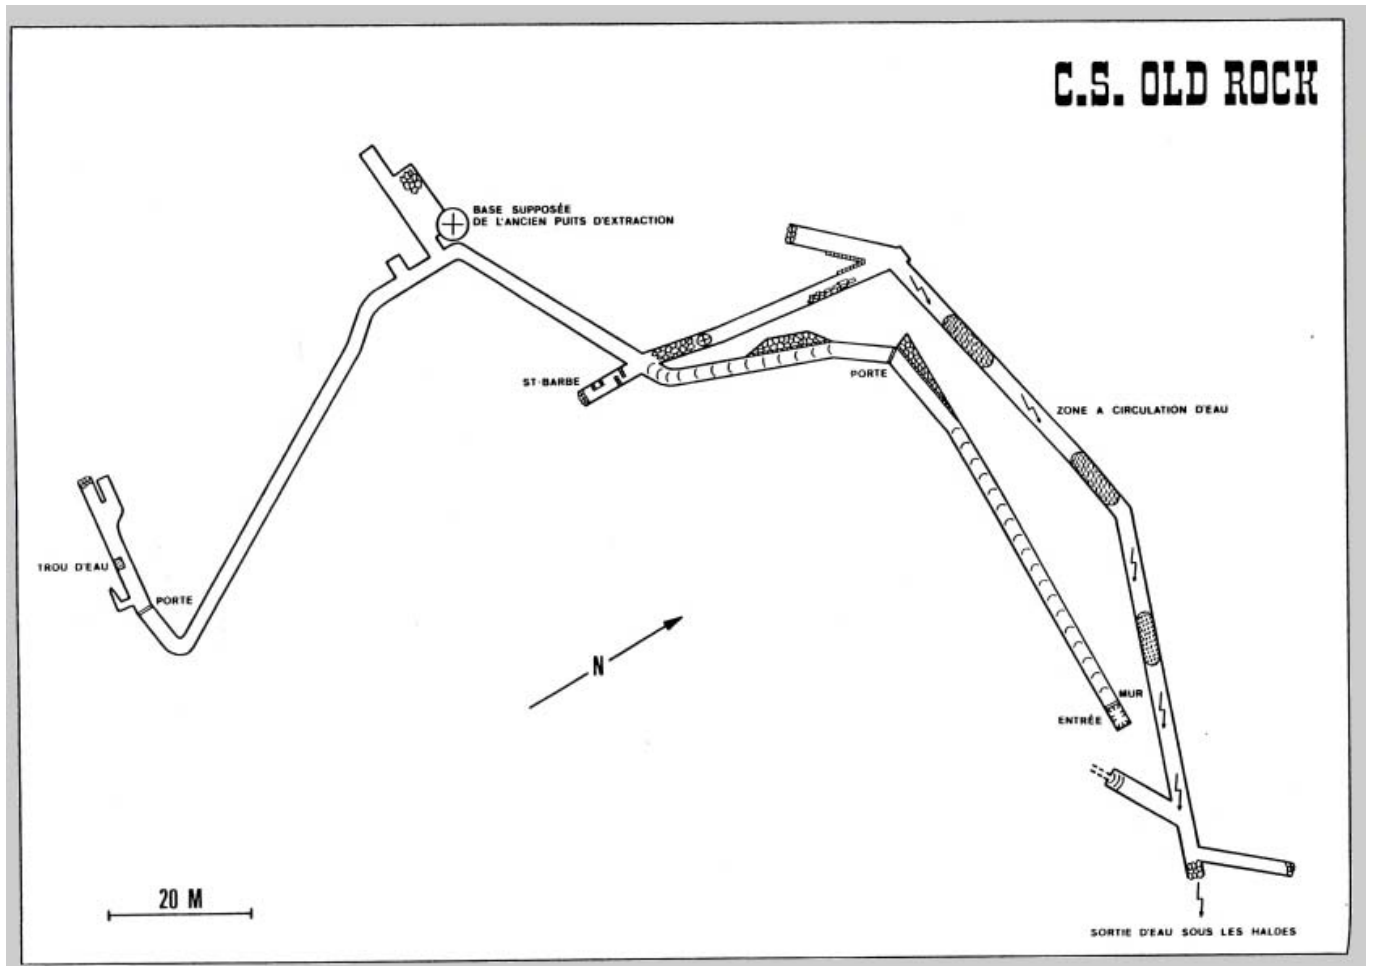 C.S. OLD ROCK
BASE SUPPOSÉE
DE L'ANCIEN PUITS D'EXTRACTION
ST-BARBE
PORTE
ZONE A CIRCULATION D'EAU
TROU D'EAU
PORTE
N
MUR
ENTRÉE
20 M
SORTIE D'EAU SOUS LES HALDES